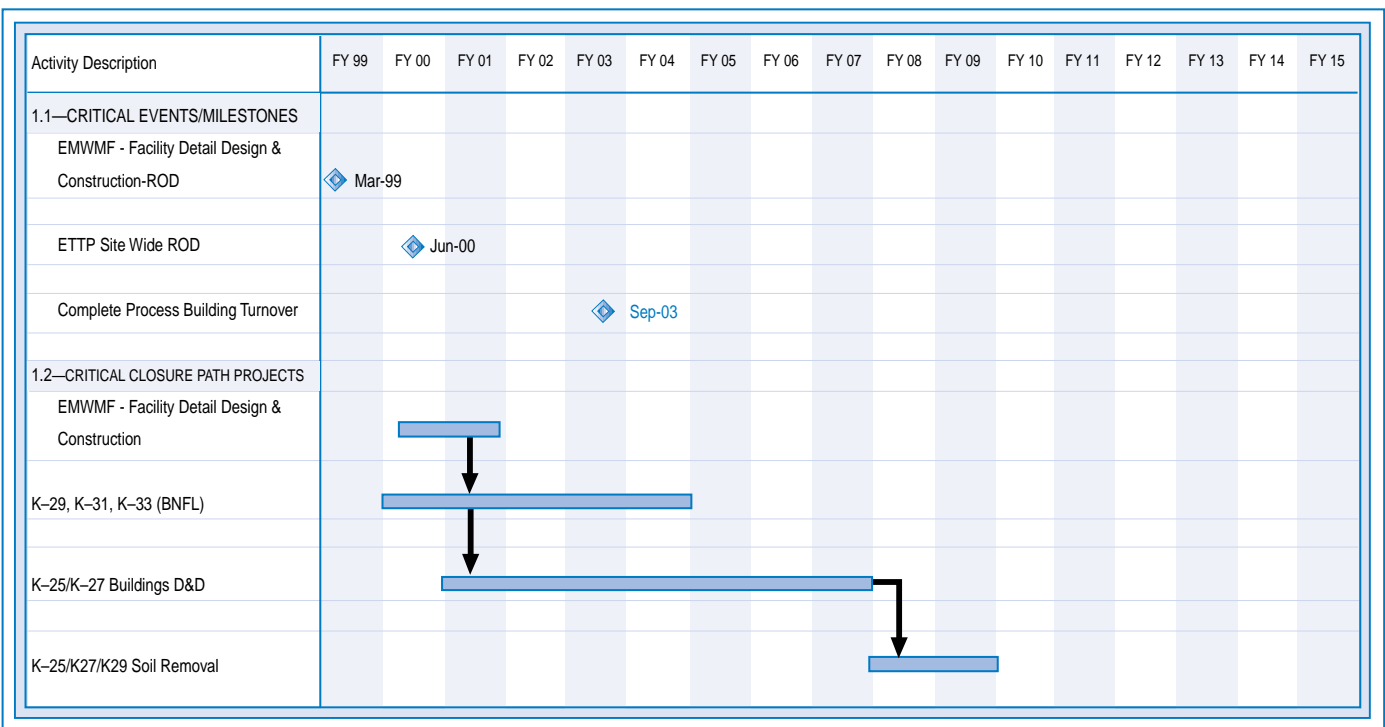 Activity Description FY 99 FY 00 FY 01 FY 02 FY 03 FY 04 FY 05 FY 06 FY 07 FY 08 FY 09 FY 10 FY 11 FY 12 FY 13 FY 14 FY 15
1.1—CRITICAL EVENTS/MILESTONES
EMWMF - Facility Detail Design &
Construction-ROD Mar-99
ETTP Site Wide ROD Jun-00
Complete Process Building Turnover Sep-03
1.2—CRITICAL CLOSURE PATH PROJECTS
EMWMF - Facility Detail Design &
Construction
K–29, K–31, K–33 (BNFL)
K–25/K–27 Buildings D&D
K–25/K27/K29 Soil Removal